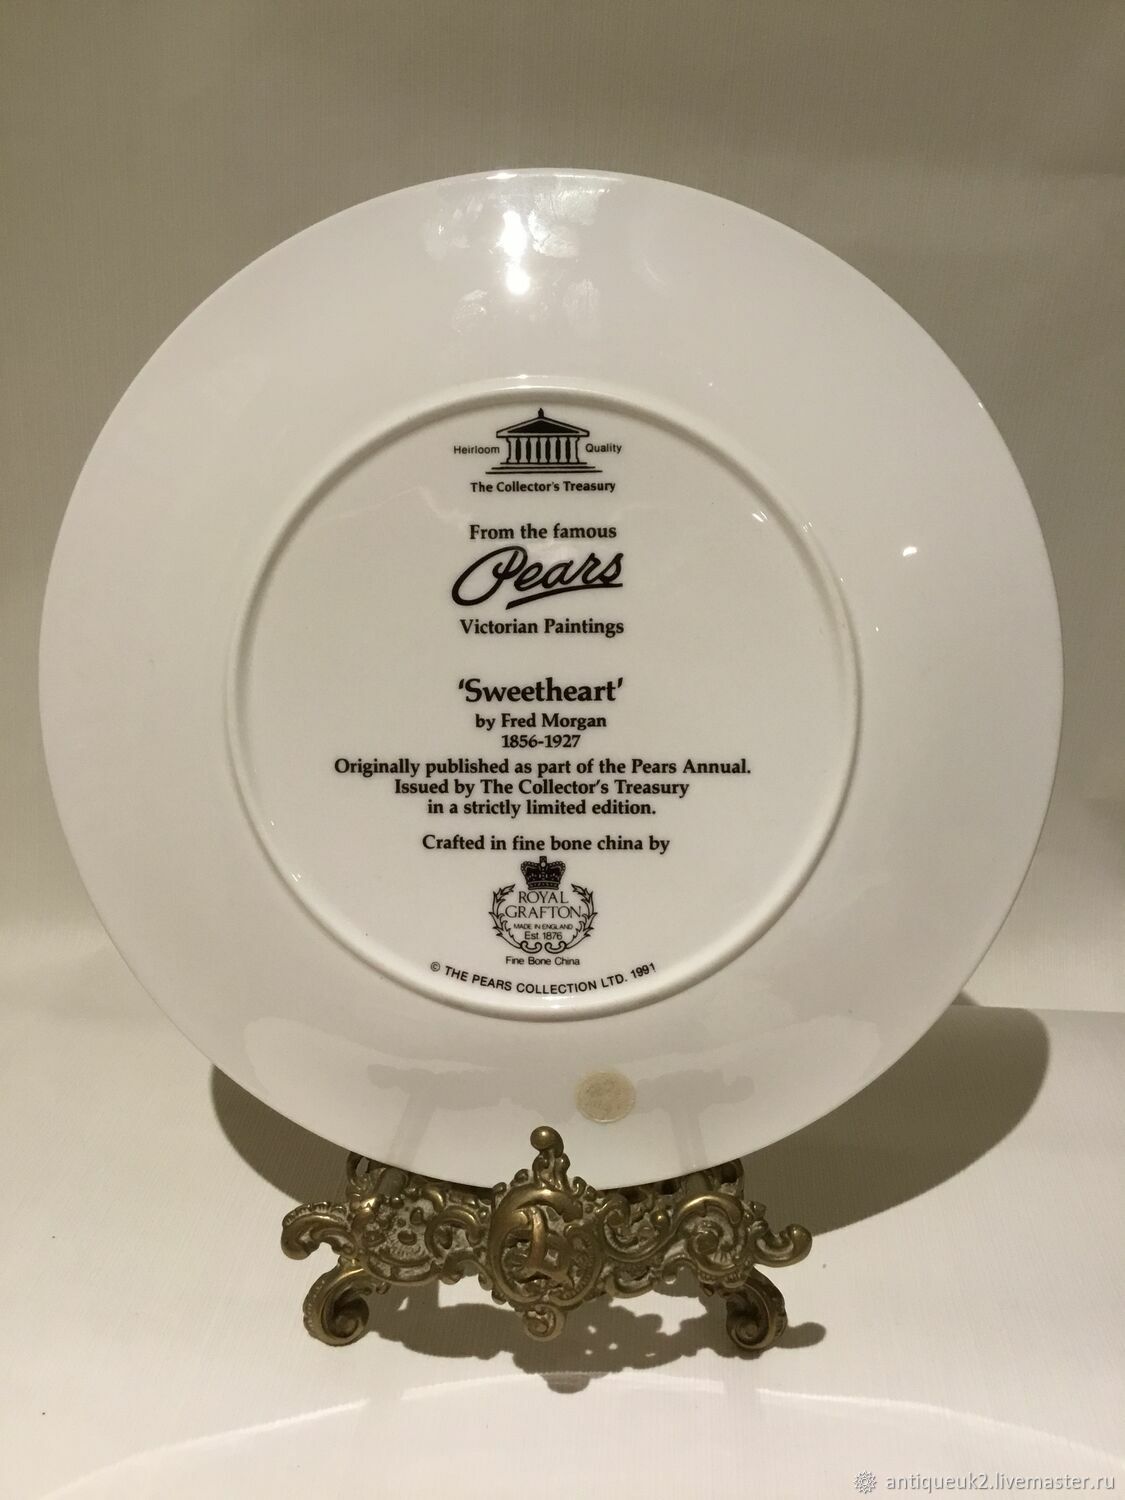 Heirloom Quality
The Collector's Treasury
From the famous
Pears
Victorian Paintings
'Sweetheart'
by Fred Morgan
1856-1927
Originally published as part of the Pears Annual.
Issued by The Collector's Treasury
in a strictly limited edition.
Crafted in fine bone china by
ROYAL
GRAFTON
MADE IN ENGLAND
Est 1876
Fine Bone China
© THE PEARS COLLECTION LTD. 1991
antiqueuk2.livemaster.ru